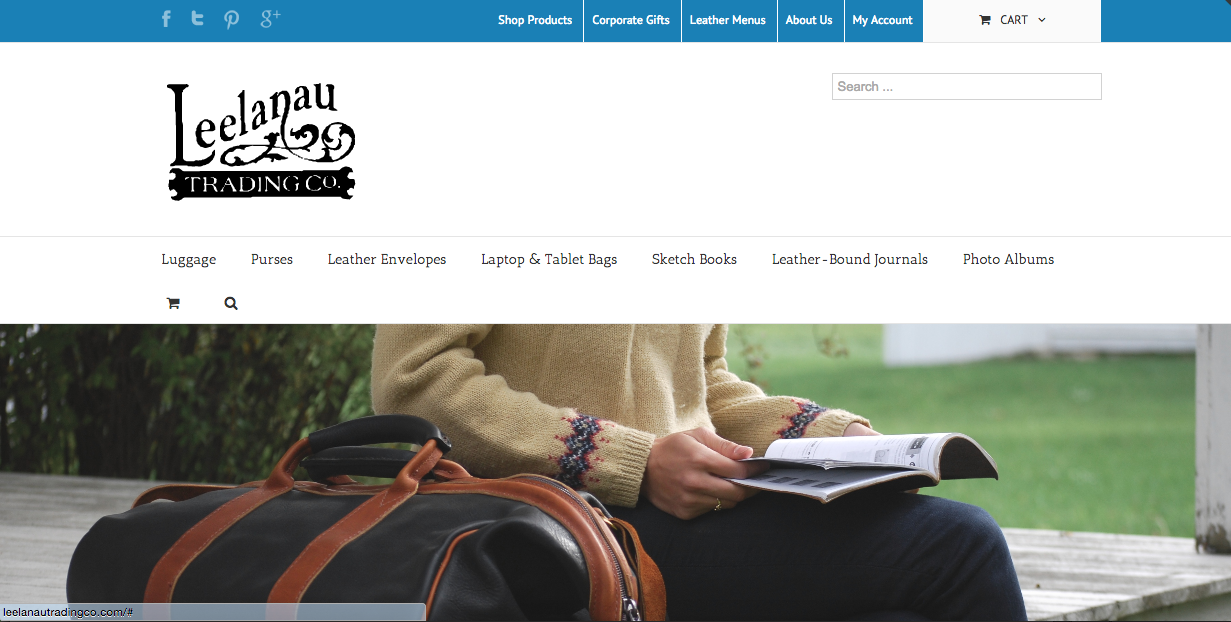 Shop Products Corporate Gifts Leather Menus About Us My Account CART
Search ...
Leelanau
TRADING CO.
Luggage Purses Leather Envelopes Laptop & Tablet Bags Sketch Books Leather-Bound Journals Photo Albums
leelanautradingco.com/#